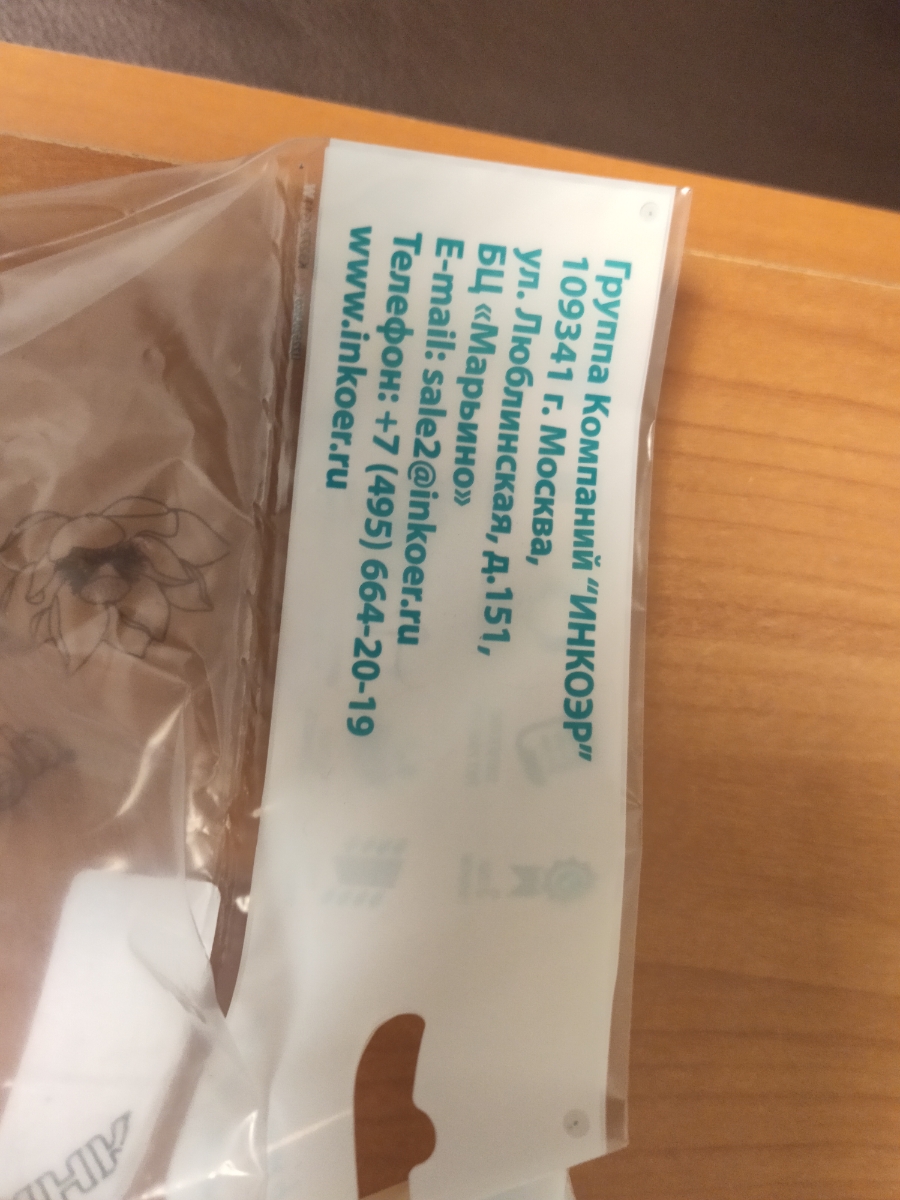 Группа Компаний "ИНКОЭР"
109341 г. Москва,
ул. Люблинская, д.151,
БЦ «Марьино»
E-mail: sale2@inkoer.ru
Телефон: +7 (495) 664-20-19
www.inkoer.ru